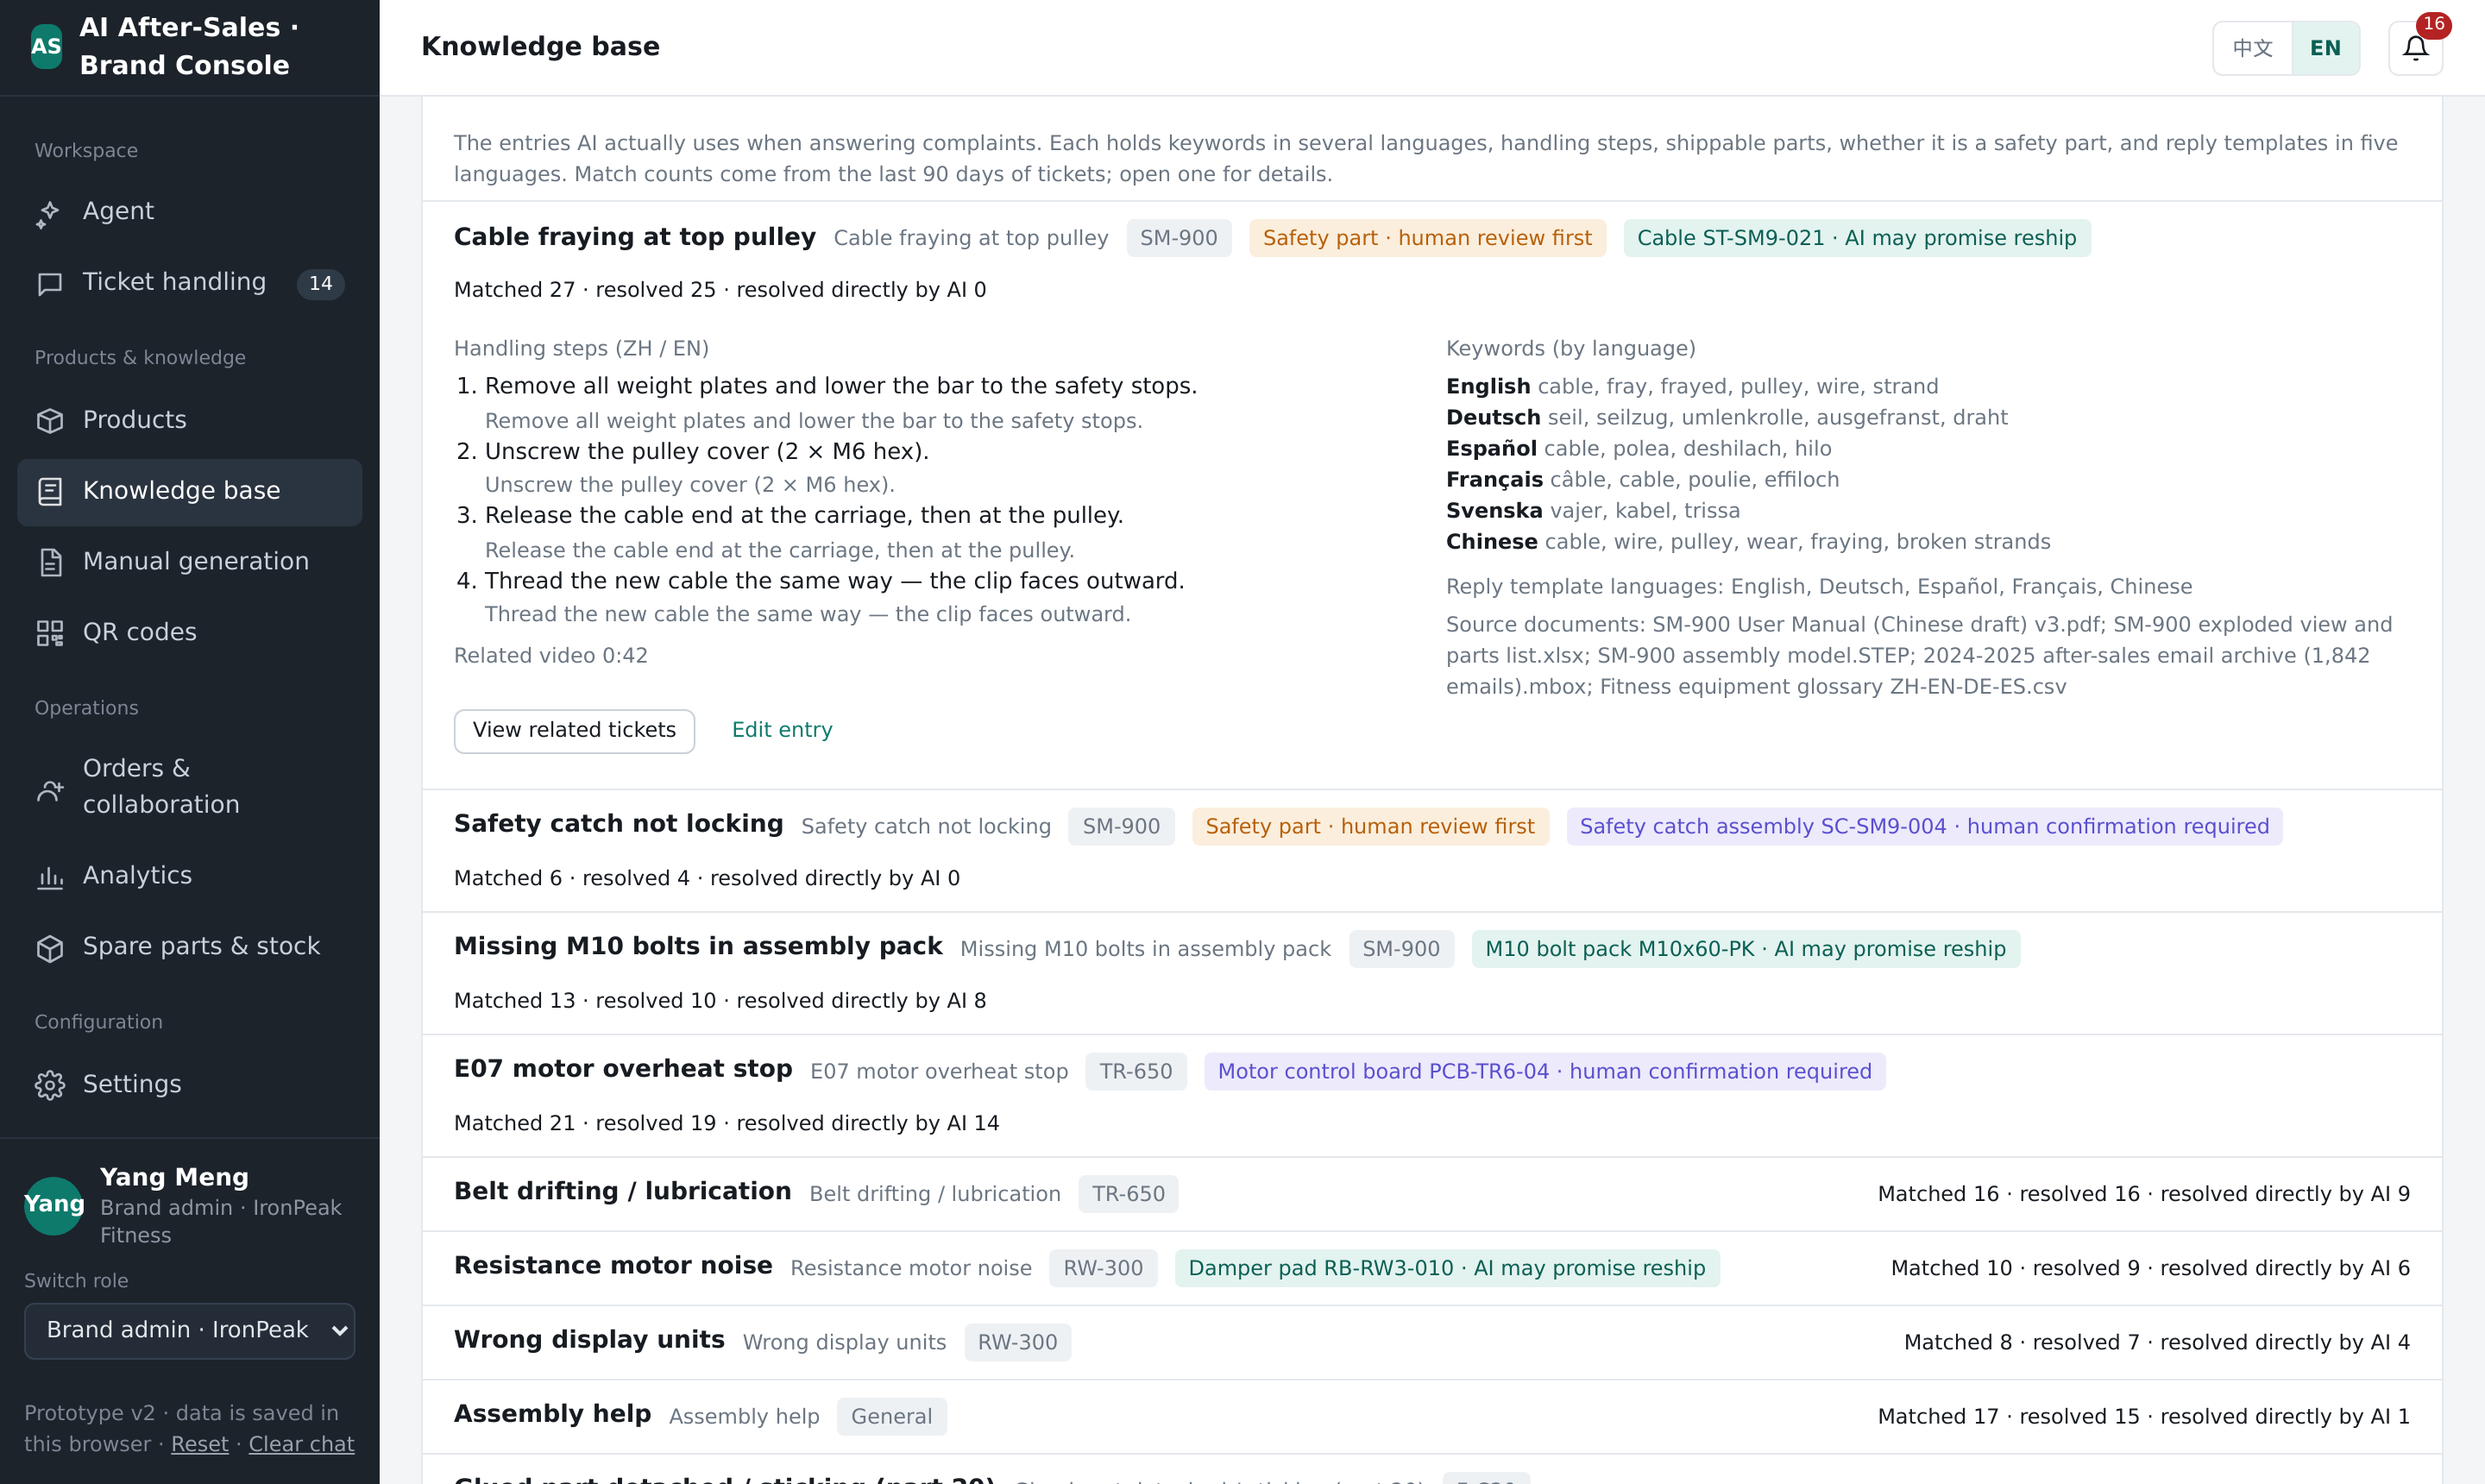 AS
AI After-Sales ·
Brand Console
Workspace
Agent
Ticket handling 14
Products & knowledge
Products
Knowledge base
Manual generation
QR codes
Operations
Orders &
collaboration
Analytics
Spare parts & stock
Configuration
Settings
Yang
Yang Meng
Brand admin · IronPeak
Fitness
Switch role
Brand admin · IronPeak
Prototype v2 · data is saved in
this browser · Reset · Clear chat
Knowledge base
中文 EN
16
The entries AI actually uses when answering complaints. Each holds keywords in several languages, handling steps, shippable parts, whether it is a safety part, and reply templates in five
languages. Match counts come from the last 90 days of tickets; open one for details.
Cable fraying at top pulley Cable fraying at top pulley SM-900 Safety part · human review first Cable ST-SM9-021 · AI may promise reship
Matched 27 · resolved 25 · resolved directly by AI 0
Handling steps (ZH / EN)
1. Remove all weight plates and lower the bar to the safety stops.
Remove all weight plates and lower the bar to the safety stops.
2. Unscrew the pulley cover (2 × M6 hex).
Unscrew the pulley cover (2 × M6 hex).
3. Release the cable end at the carriage, then at the pulley.
Release the cable end at the carriage, then at the pulley.
4. Thread the new cable the same way — the clip faces outward.
Thread the new cable the same way — the clip faces outward.
Related video 0:42
View related tickets Edit entry
Keywords (by language)
English cable, fray, frayed, pulley, wire, strand
Deutsch seil, seilzug, umlenkrolle, ausgefranst, draht
Español cable, polea, deshilach, hilo
Français câble, cable, poulie, effiloch
Svenska vajer, kabel, trissa
Chinese cable, wire, pulley, wear, fraying, broken strands
Reply template languages: English, Deutsch, Español, Français, Chinese
Source documents: SM-900 User Manual (Chinese draft) v3.pdf; SM-900 exploded view and
parts list.xlsx; SM-900 assembly model.STEP; 2024-2025 after-sales email archive (1,842
emails).mbox; Fitness equipment glossary ZH-EN-DE-ES.csv
Safety catch not locking Safety catch not locking SM-900 Safety part · human review first Safety catch assembly SC-SM9-004 · human confirmation required
Matched 6 · resolved 4 · resolved directly by AI 0
Missing M10 bolts in assembly pack Missing M10 bolts in assembly pack SM-900 M10 bolt pack M10x60-PK · AI may promise reship
Matched 13 · resolved 10 · resolved directly by AI 8
E07 motor overheat stop E07 motor overheat stop TR-650 Motor control board PCB-TR6-04 · human confirmation required
Matched 21 · resolved 19 · resolved directly by AI 14
Belt drifting / lubrication Belt drifting / lubrication TR-650 Matched 16 · resolved 16 · resolved directly by AI 9
Resistance motor noise Resistance motor noise RW-300 Damper pad RB-RW3-010 · AI may promise reship Matched 10 · resolved 9 · resolved directly by AI 6
Wrong display units Wrong display units RW-300 Matched 8 · resolved 7 · resolved directly by AI 4
Assembly help Assembly help General Matched 17 · resolved 15 · resolved directly by AI 1